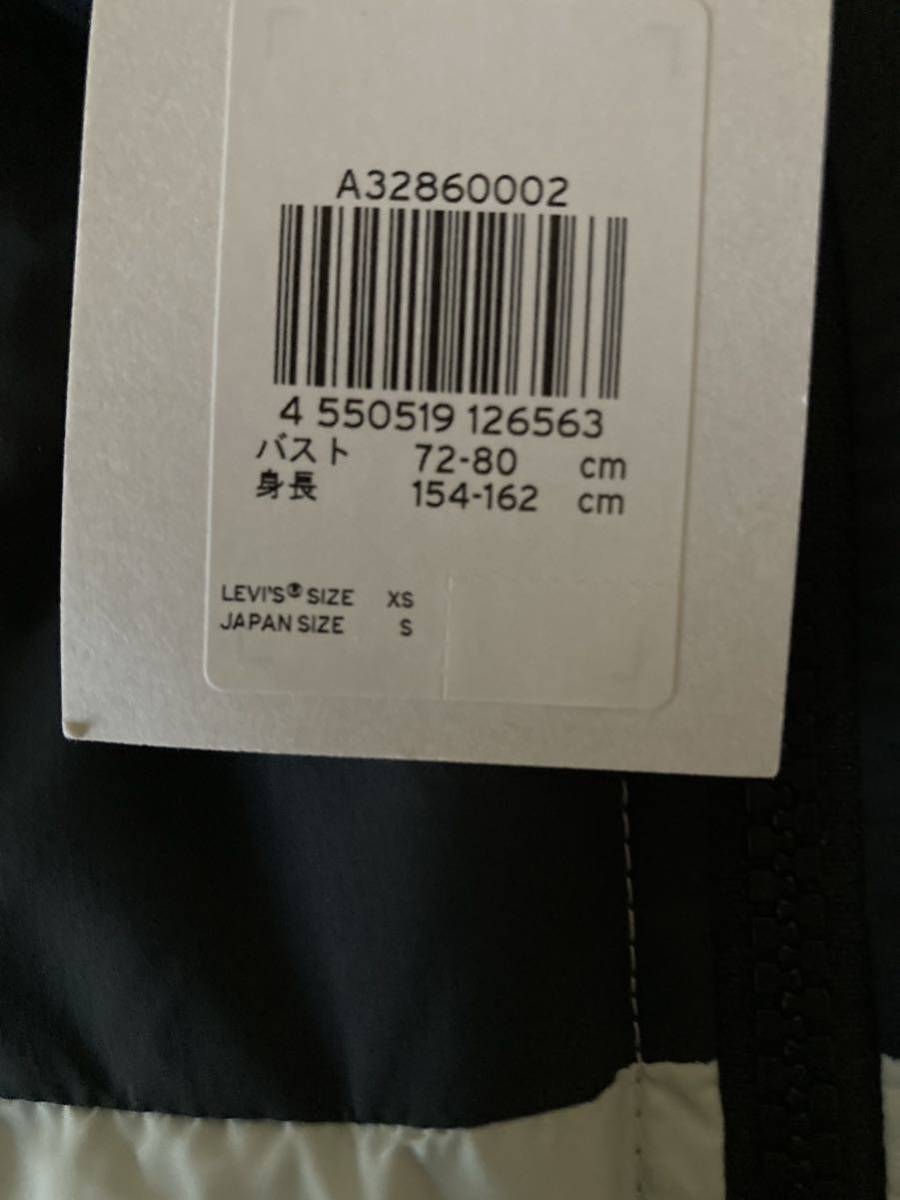 A32860002
4 550519 126563
バスト 72-80 cm
身長 154-162 cm
LEVI'S® SIZE XS
JAPAN SIZE S